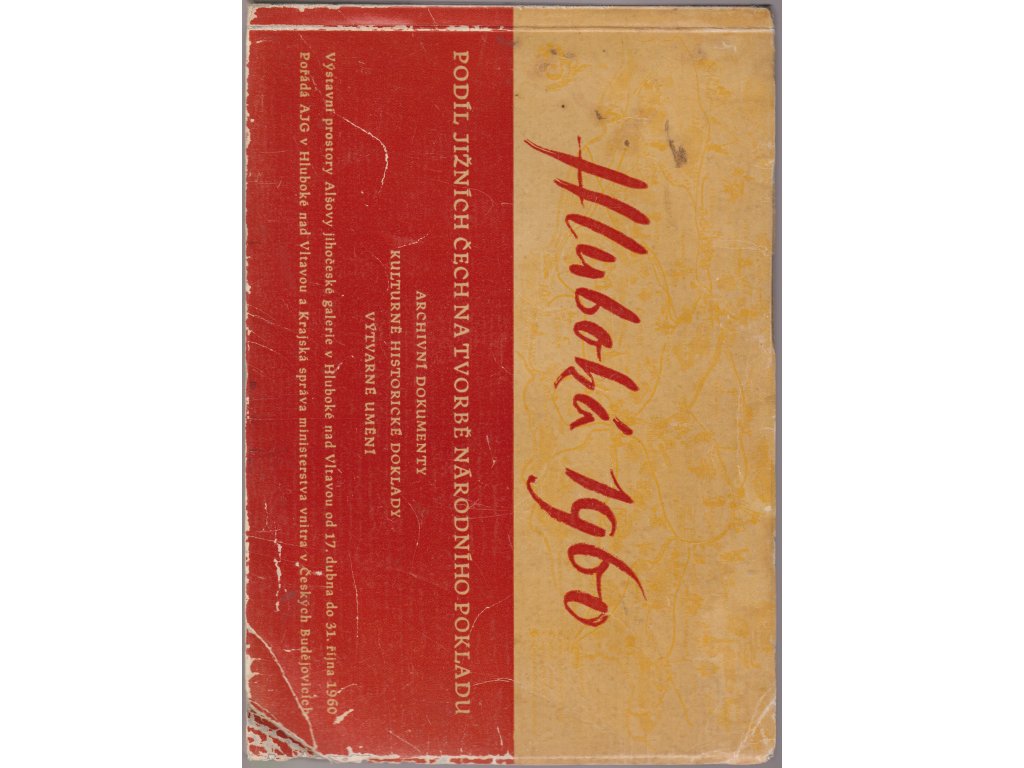 Hluboká 1960
PODÍL JIŽNÍCH ČECH NA TVORBĚ NÁRODNÍHO POKLADU
ARCHIVNÍ DOKUMENTY
KULTURNĚ HISTORICKÉ DOKLADY
VÝTVARNÉ UMĚNÍ
Výstavní prostory Alšovy jihočeské galerie v Hluboké nad Vltavou od 17. dubna do 31. října 1960
Pořádá AJG v Hluboké nad Vltavou a Krajská správa ministerstva vnitra v Českých Budějovicích